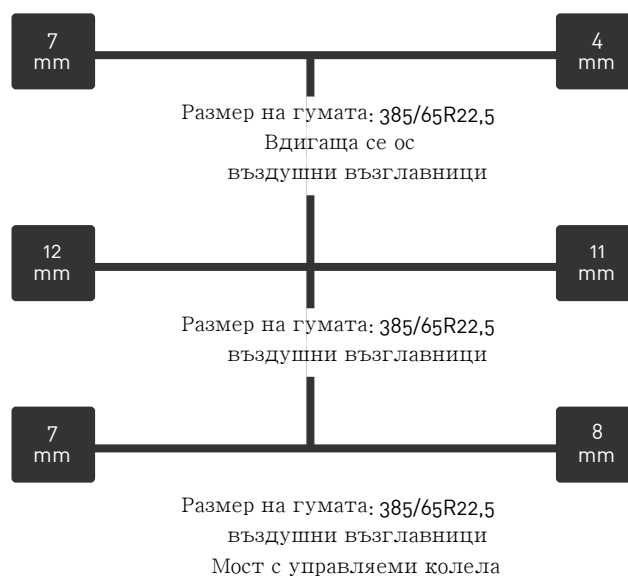 7 mm 4 mm
Размер на гумата: 385/65R22,5
Вдигаща се ос
въздушни възглавници
12 mm 11 mm
Размер на гумата: 385/65R22,5
въздушни възглавници
7 mm 8 mm
Размер на гумата: 385/65R22,5
въздушни възглавници
Мост с управляеми колела